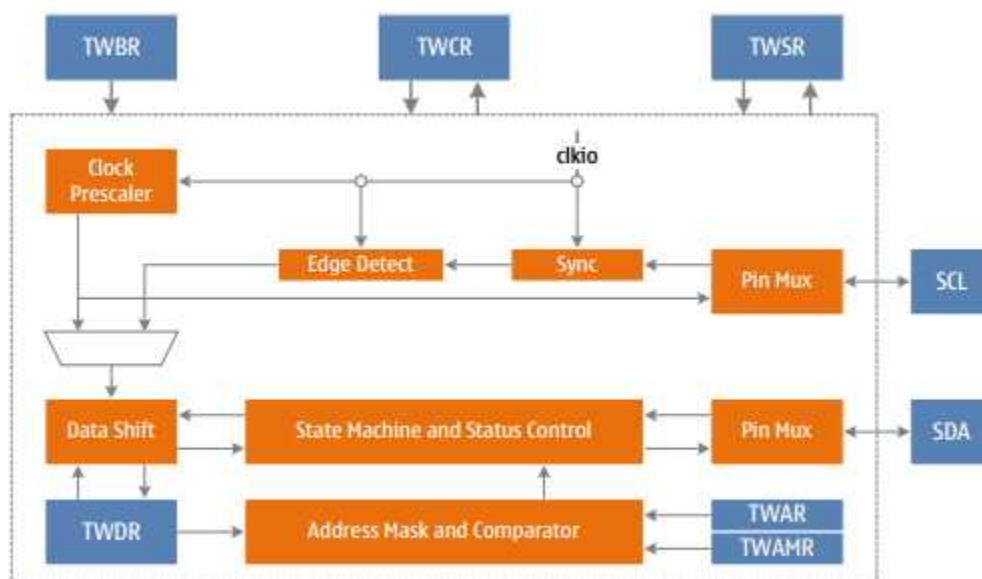 TWBR
TWCR
TWSR
clkio
Clock
Prescaler
Edge Detect
Sync
Pin Mux
SCL
Data Shift
State Machine and Status Control
Pin Mux
SDA
TWDR
Address Mask and Comparator
TWAR
TWAMR